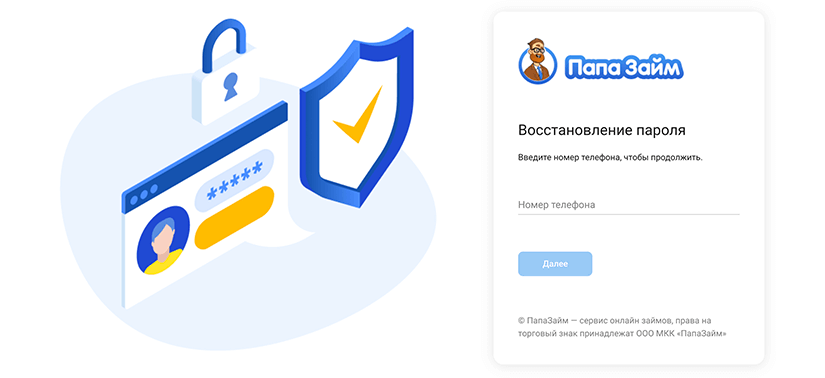 Папа Займ
Восстановление пароля
Введите номер телефона, чтобы продолжить.
Номер телефона
Далее
© ПапаЗайм — сервис онлайн займов, права на
торговый знак принадлежат ООО МКК «ПапаЗайм»